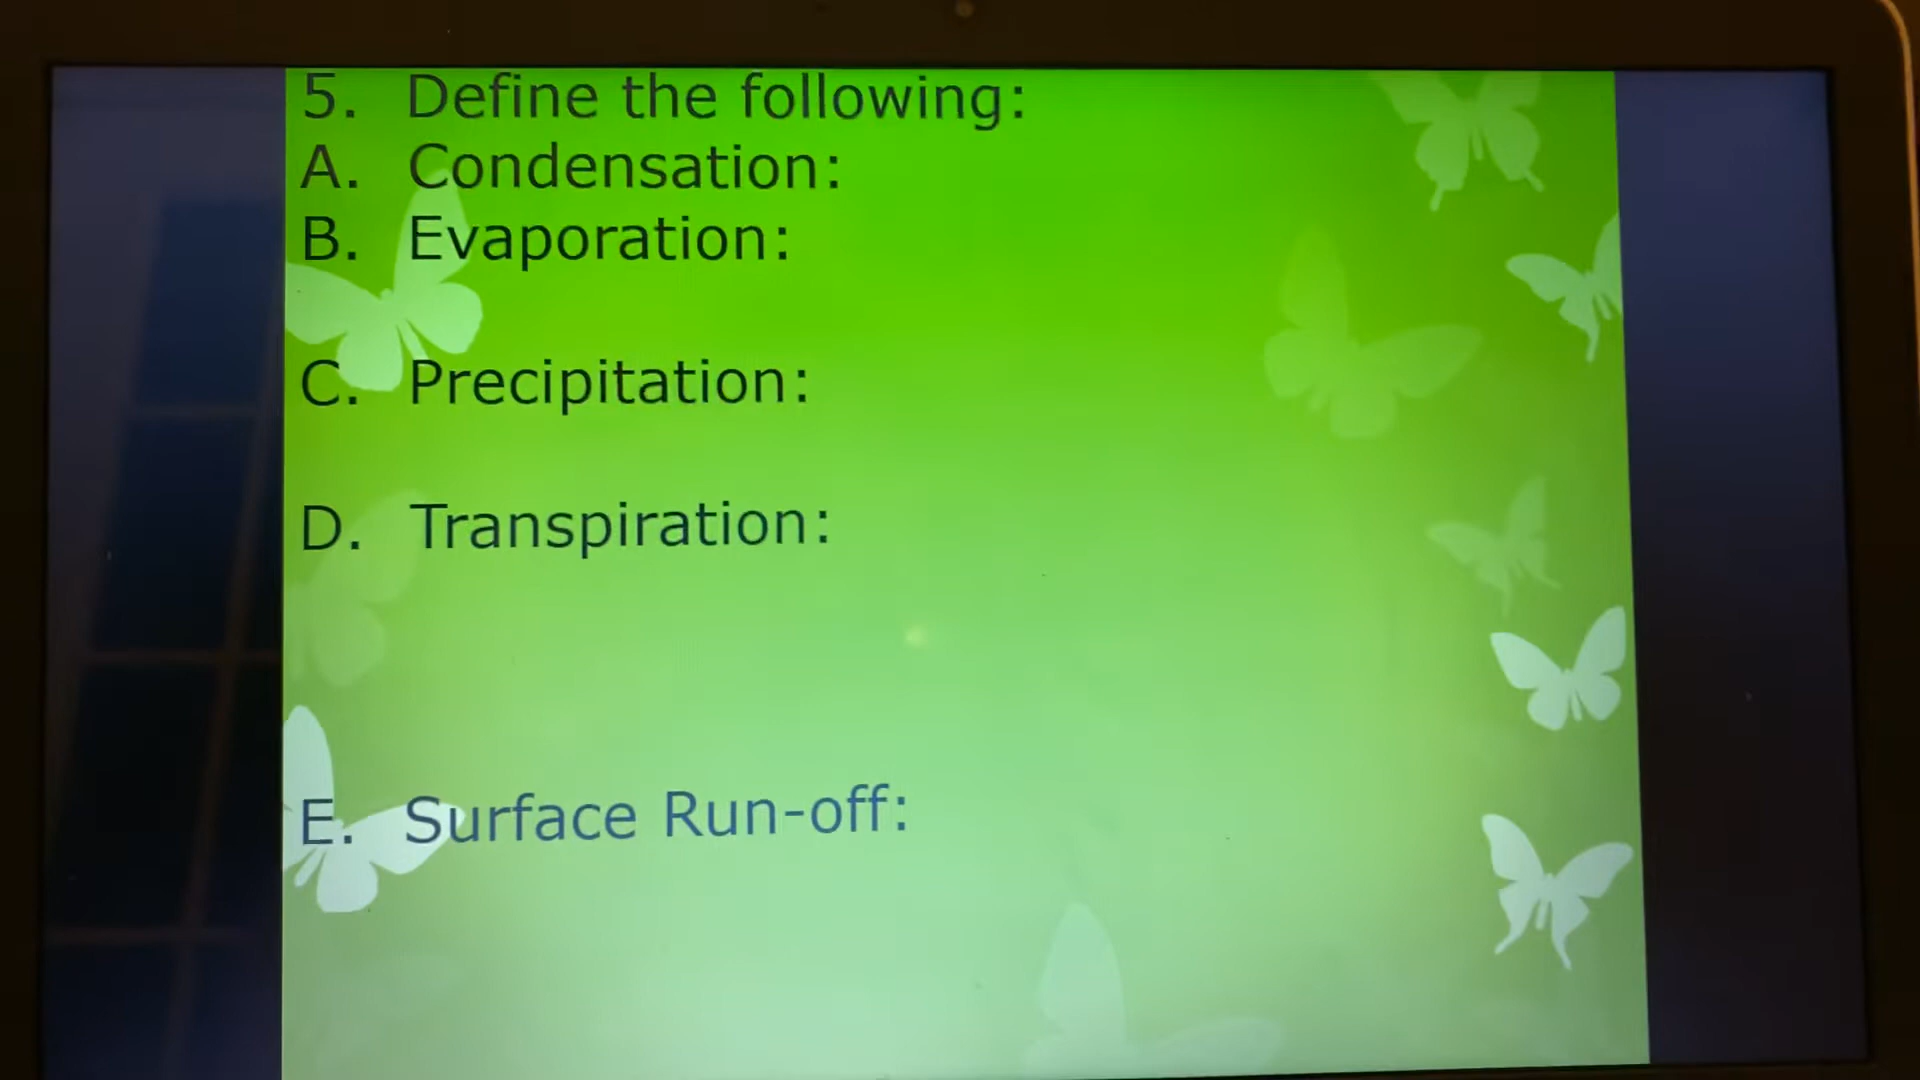 5. Define the following:
A. Condensation:
B. Evaporation:
C. Precipitation:
D. Transpiration:
E. Surface Run-off: